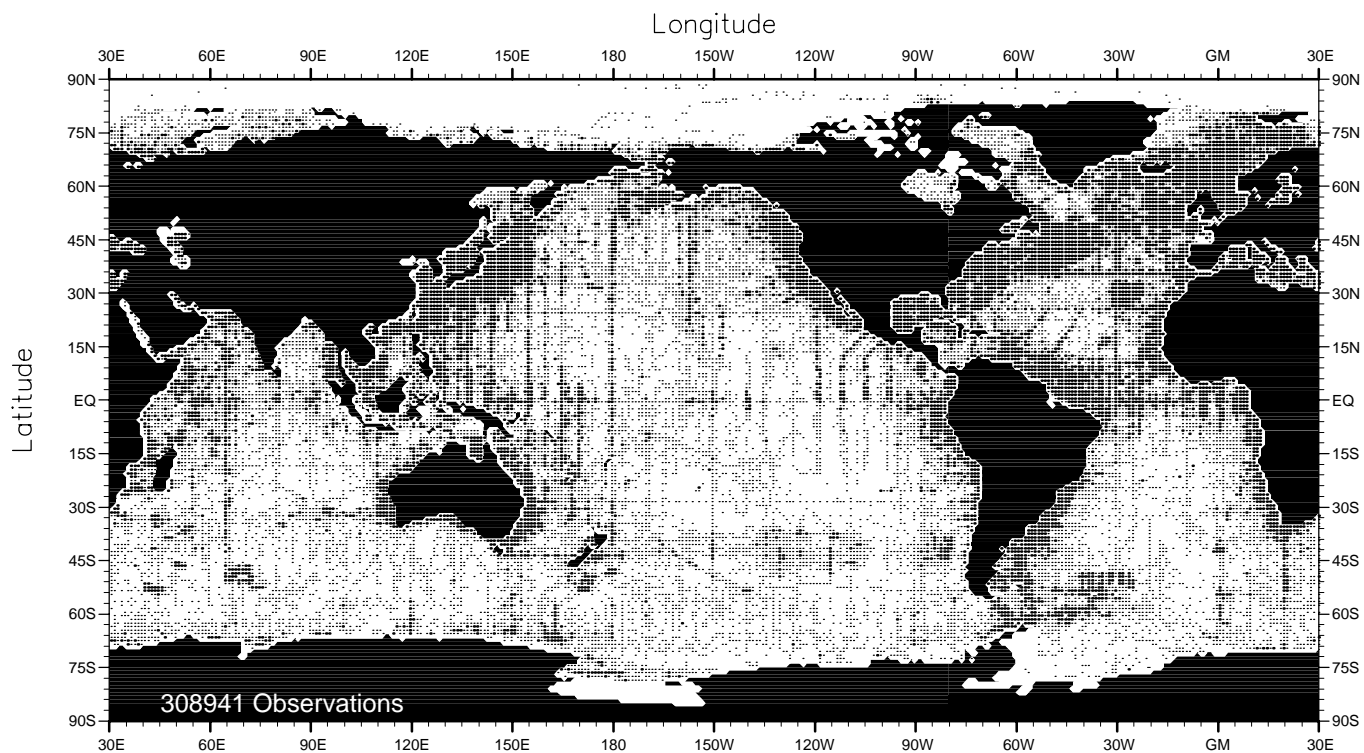 Longitude
30E 60E 90E 120E 150E 180 150W 120W 90W 60W 30W GM 30E
90N 90N
75N 75N
60N 60N
45N 45N
30N 30N
15N 15N
Latitude
EQ EQ
15S 15S
30S 30S
45S 45S
60S 60S
75S 75S
308941 Observations
90S 90S
30E 60E 90E 120E 150E 180 150W 120W 90W 60W 30W GM 30E